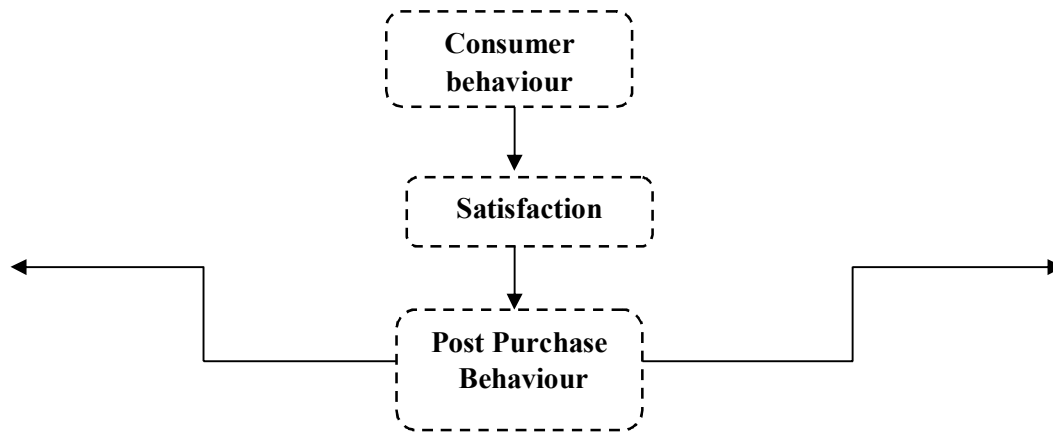 Consumer
behaviour
Satisfaction
Post Purchase
Behaviour